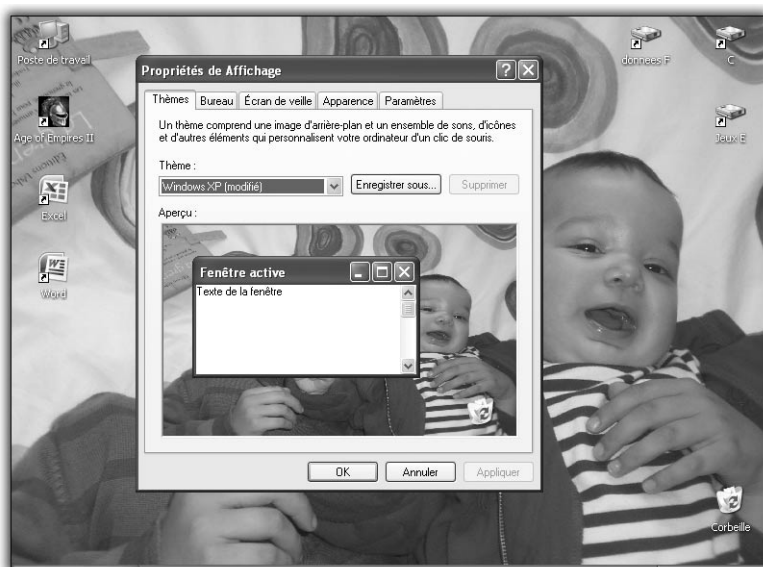 Poste de travail
donnees F
C
Age of Empires II
Jeux E
Excel
Word
Propriétés de Affichage
Thèmes
Bureau
Écran de veille
Apparence
Paramètres
Un thème comprend une image d'arrière-plan et un ensemble de sons, d'icônes
et d'autres éléments qui personnalisent votre ordinateur d'un clic de souris.
Thème :
Windows XP (modifié)
Enregistrer sous...
Supprimer
Aperçu :
Fenêtre active
Texte de la fenêtre
OK
Annuler
Appliquer
Corbeille